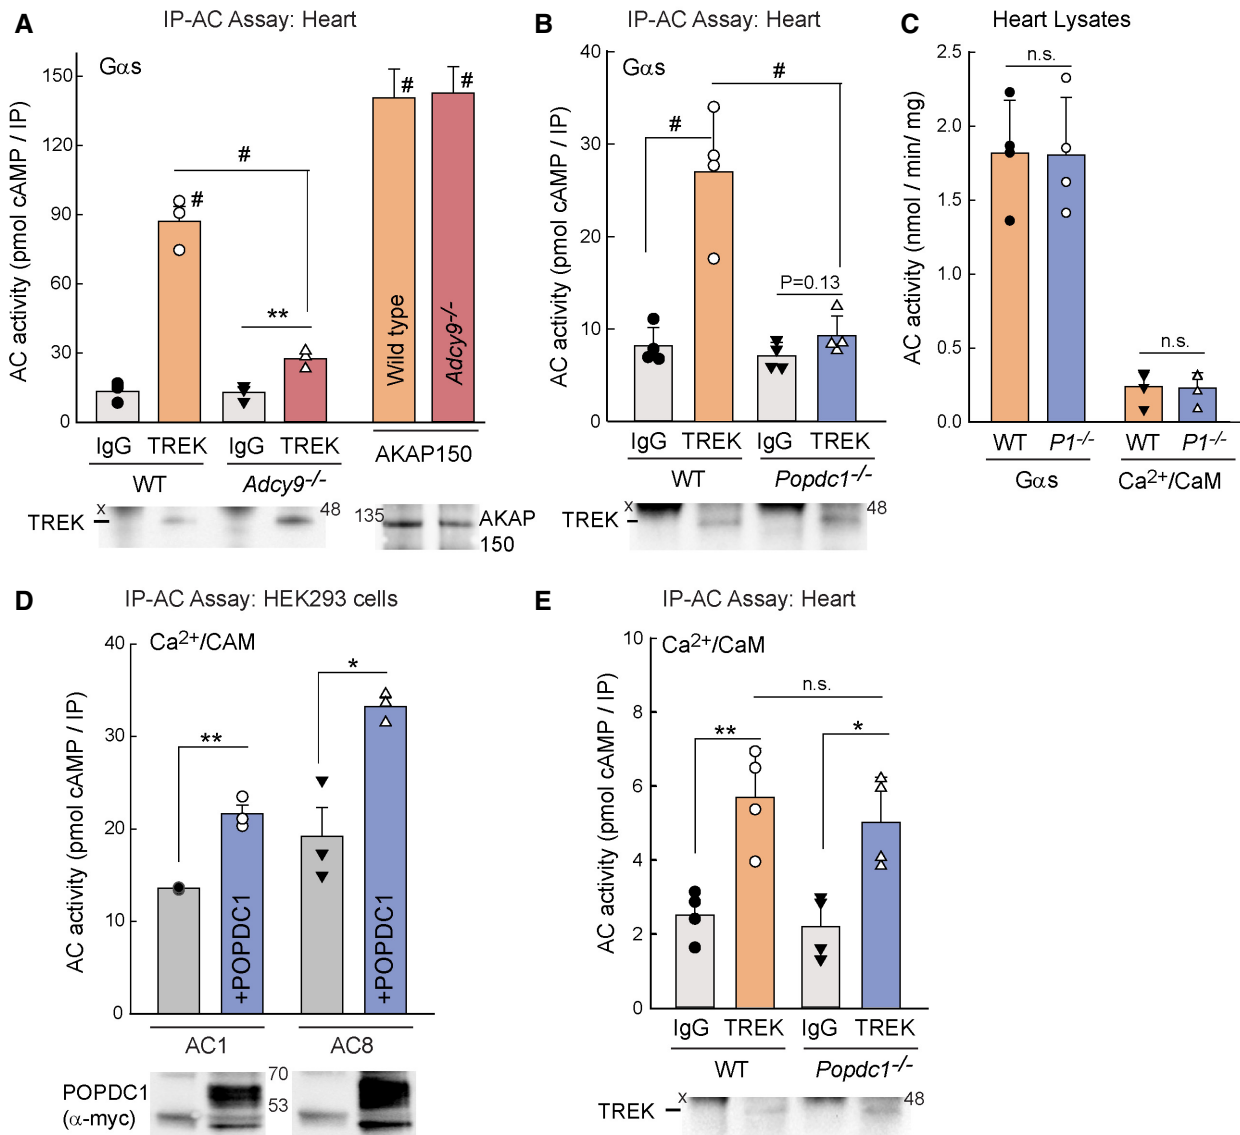 A
IP-AC Assay: Heart
AC activity (pmol cAMP / IP)
150
120
90
60
30
0
Gαs
#
#
**
#
#
Wild type
Adcy9-/-
IgG TREK IgG TREK
AKAP150
WT Adcy9-/-
TREK
x
48
135
AKAP
150
B
IP-AC Assay: Heart
AC activity (pmol cAMP / IP)
40
30
20
10
0
Gαs
#
#
P=0.13
IgG TREK IgG TREK
WT Popdc1-/-
TREK
x
48
C
Heart Lysates
AC activity (nmol / min/ mg)
2.5
2.0
1.5
1.0
0.5
0.0
n.s.
n.s.
WT P1-/- WT P1-/-
Gαs Ca2+/CaM
D
IP-AC Assay: HEK293 cells
AC activity (pmol cAMP / IP)
40
30
20
10
0
Ca2+/CAM
**
*
+POPDC1
+POPDC1
AC1 AC8
POPDC1
(α-myc)
70
53
E
IP-AC Assay: Heart
AC activity (pmol cAMP / IP)
10
8
6
4
2
0
Ca2+/CaM
n.s.
**
*
IgG TREK IgG TREK
WT Popdc1-/-
TREK
x
48